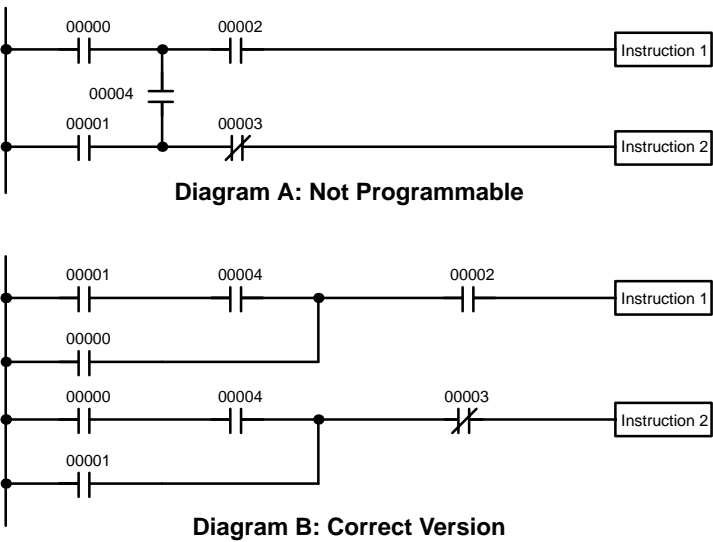 00000 00002
Instruction 1
00004
00001 00003
Instruction 2
Diagram A: Not Programmable
00001 00004 00002
Instruction 1
00000
00000 00004 00003
Instruction 2
00001
Diagram B: Correct Version